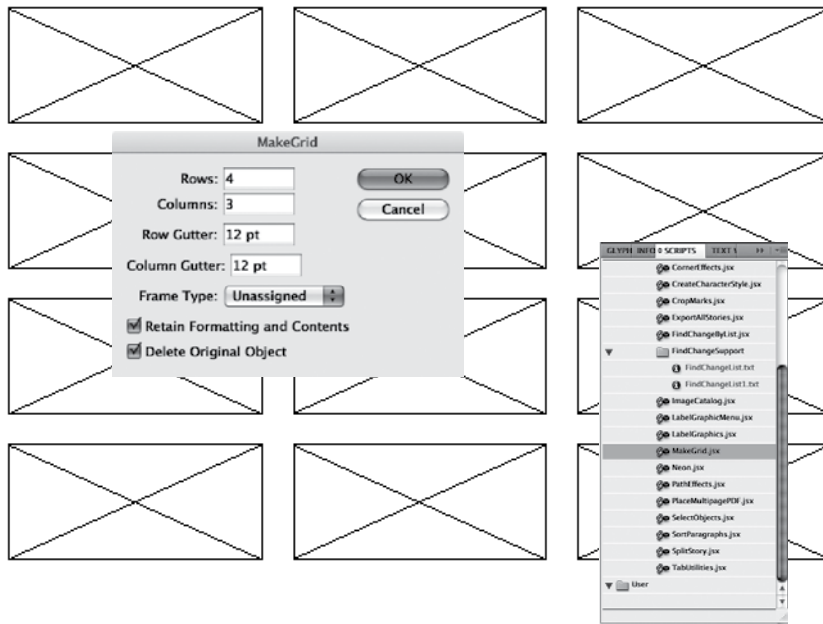 MakeGrid
Rows: 4
OK
Columns: 3
Cancel
Row Gutter: 12 pt
Column Gutter: 12 pt
Frame Type: Unassigned
Retain Formatting and Contents
Delete Original Object
GLYPH INFO SCRIPTS TEXT
CornerEffects.jsx
CreateCharacterStyle.jsx
CropMarks.jsx
ExportAllStories.jsx
FindChangeByList.jsx
FindChangeSupport
FindChangeList.txt
FindChangeList1.txt
ImageCatalog.jsx
LabelGraphicMenu.jsx
LabelGraphics.jsx
MakeGrid.jsx
Neon.jsx
PathEffects.jsx
PlaceMultipagePDF.jsx
SelectObjects.jsx
SortParagraphs.jsx
SplitStory.jsx
TabUtilities.jsx
User